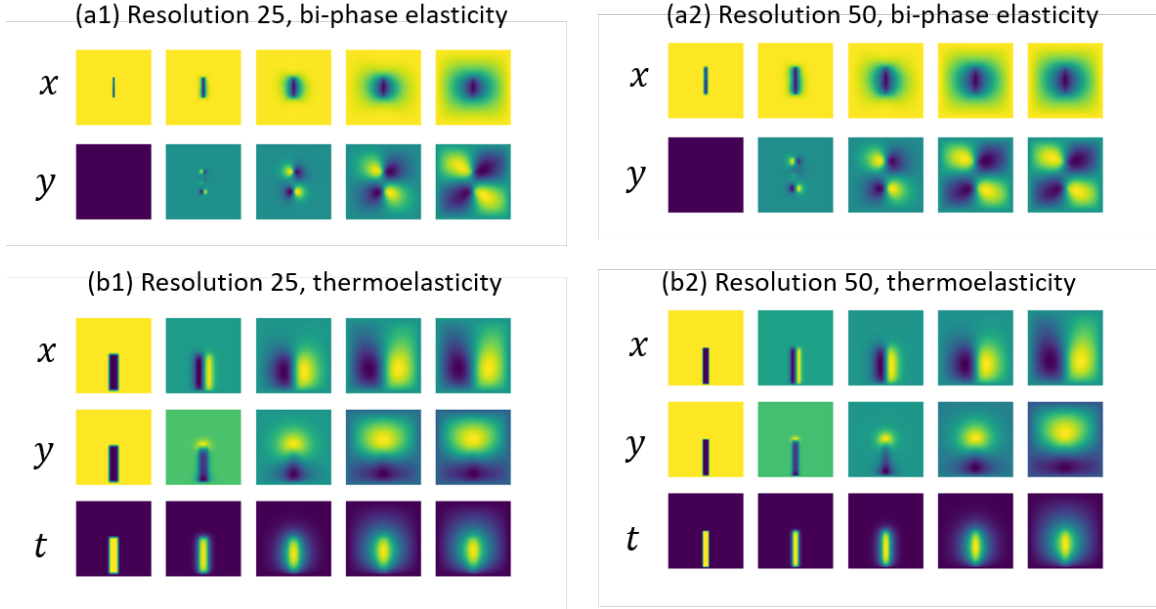 (a1) Resolution 25, bi-phase elasticity
x
y
(a2) Resolution 50, bi-phase elasticity
x
y
(b1) Resolution 25, thermoelasticity
x
y
t
(b2) Resolution 50, thermoelasticity
x
y
t